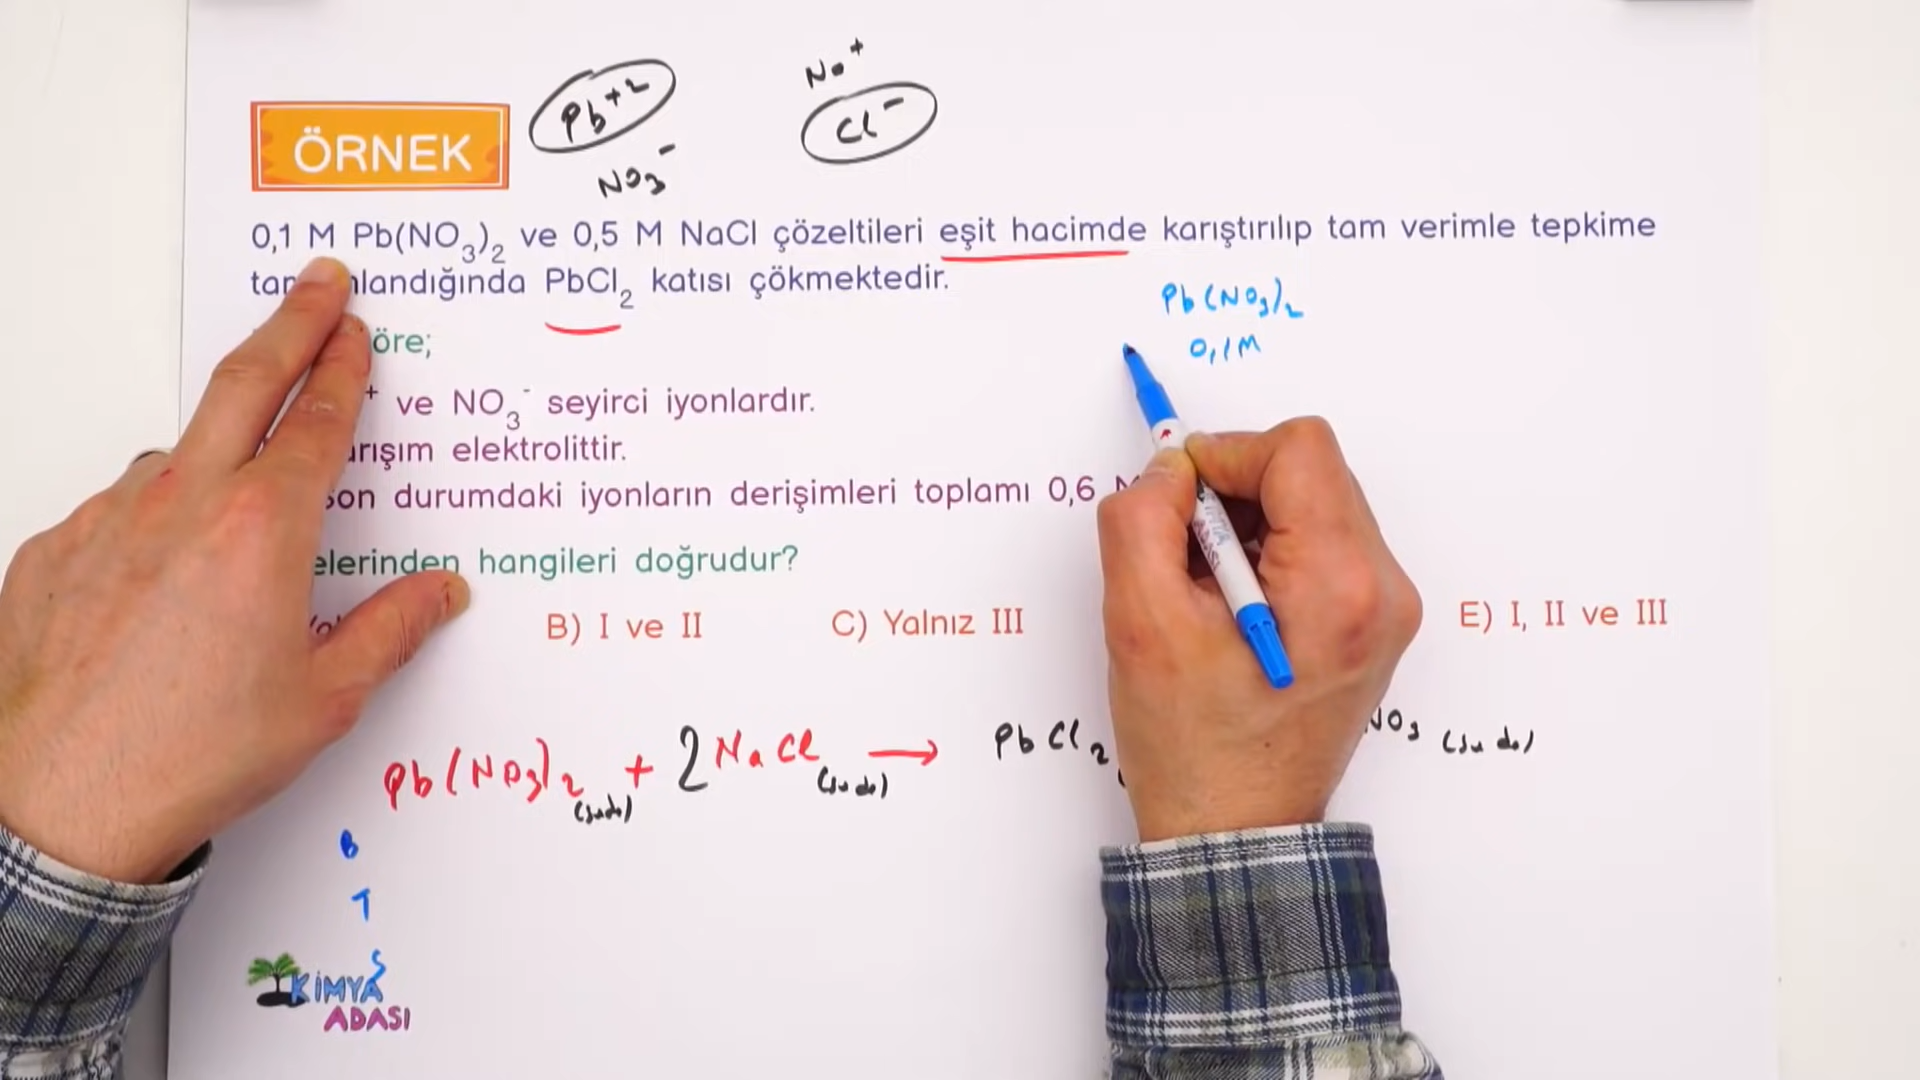 Pb+2
Na+
Cl-
NO3-
ÖRNEK
0,1 M Pb(NO3)2 ve 0,5 M NaCl çözeltileri eşit hacimde karıştırılıp tam verimle tepkime
PbCl2 katısı çökmektedir.
Pb(NO3)2
0,1M
ve NO3- seyirci iyonlardır.
elektrolittir.
durumdaki iyonların derişimleri toplamı 0,6
hangileri doğrudur?
B) I ve II C) Yalnız III E) I, II ve III
Pb(NO3)2(suda) + 2NaCl(suda) → PbCl2 NO3(suda)
B
T
S
KİMYA
ADASI